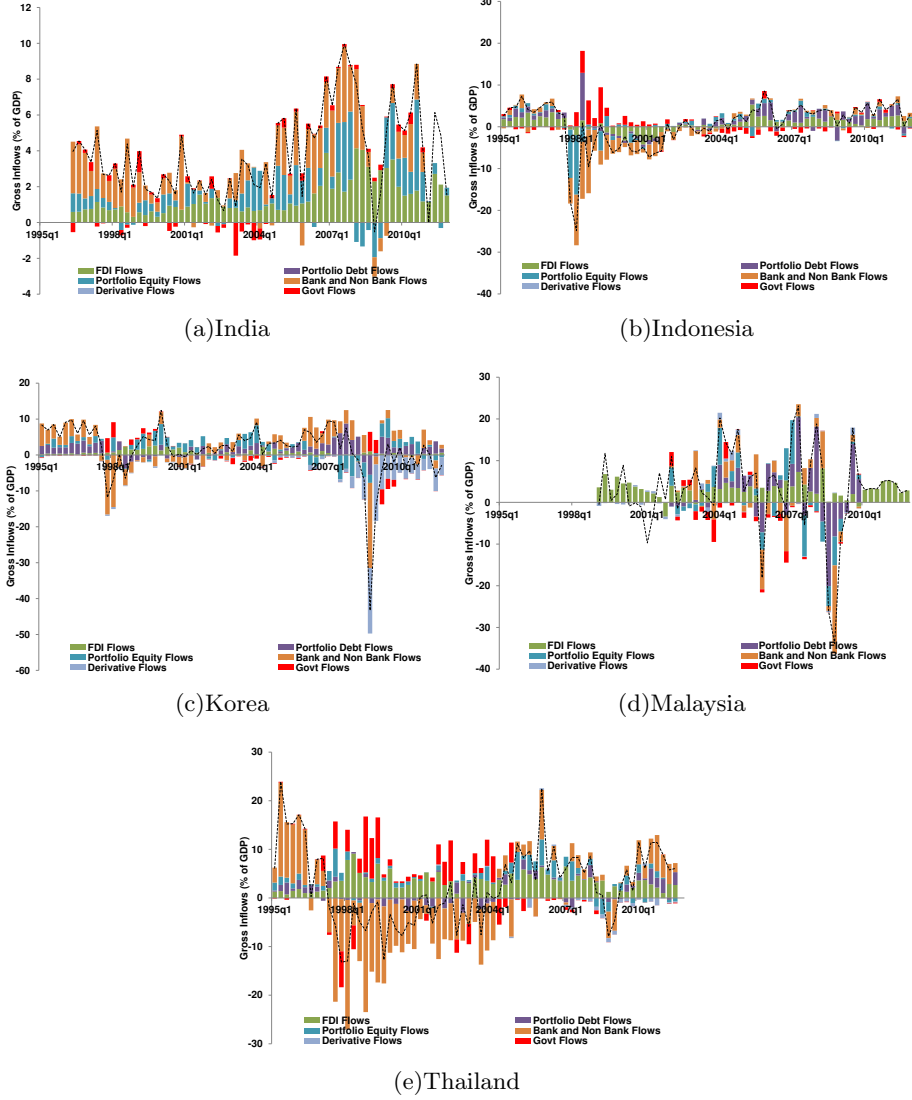 12
10
8
6
4
2
0
-2
-4
Gross Inflows (% of GDP)
1995q1 1998q1 2001q1 2004q1 2007q1 2010q1
FDI Flows Portfolio Debt Flows
Portfolio Equity Flows Bank and Non Bank Flows
Derivative Flows Govt Flows
(a)India
30
20
10
0
-10
-20
-30
-40
Gross Inflows (% of GDP)
1995q1 1998q1 2001q1 2004q1 2007q1 2010q1
FDI Flows Portfolio Debt Flows
Portfolio Equity Flows Bank and Non Bank Flows
Derivative Flows Govt Flows
(b)Indonesia
20
10
0
-10
-20
-30
-40
-50
-60
Gross Inflows (% of GDP)
1995q1 1998q1 2001q1 2004q1 2007q1 2010q1
FDI Flows Portfolio Debt Flows
Portfolio Equity Flows Bank and Non Bank Flows
Derivative Flows Govt Flows
(c)Korea
30
20
10
0
-10
-20
-30
-40
Gross Inflows (% of GDP)
1995q1 1998q1 2001q1 2004q1 2007q1 2010q1
FDI Flows Portfolio Debt Flows
Portfolio Equity Flows Bank and Non Bank Flows
Derivative Flows Govt Flows
(d)Malaysia
30
20
10
0
-10
-20
-30
Gross Inflows (% of GDP)
1995q1 1998q1 2001q1 2004q1 2007q1 2010q1
FDI Flows Portfolio Debt Flows
Portfolio Equity Flows Bank and Non Bank Flows
Derivative Flows Govt Flows
(e)Thailand